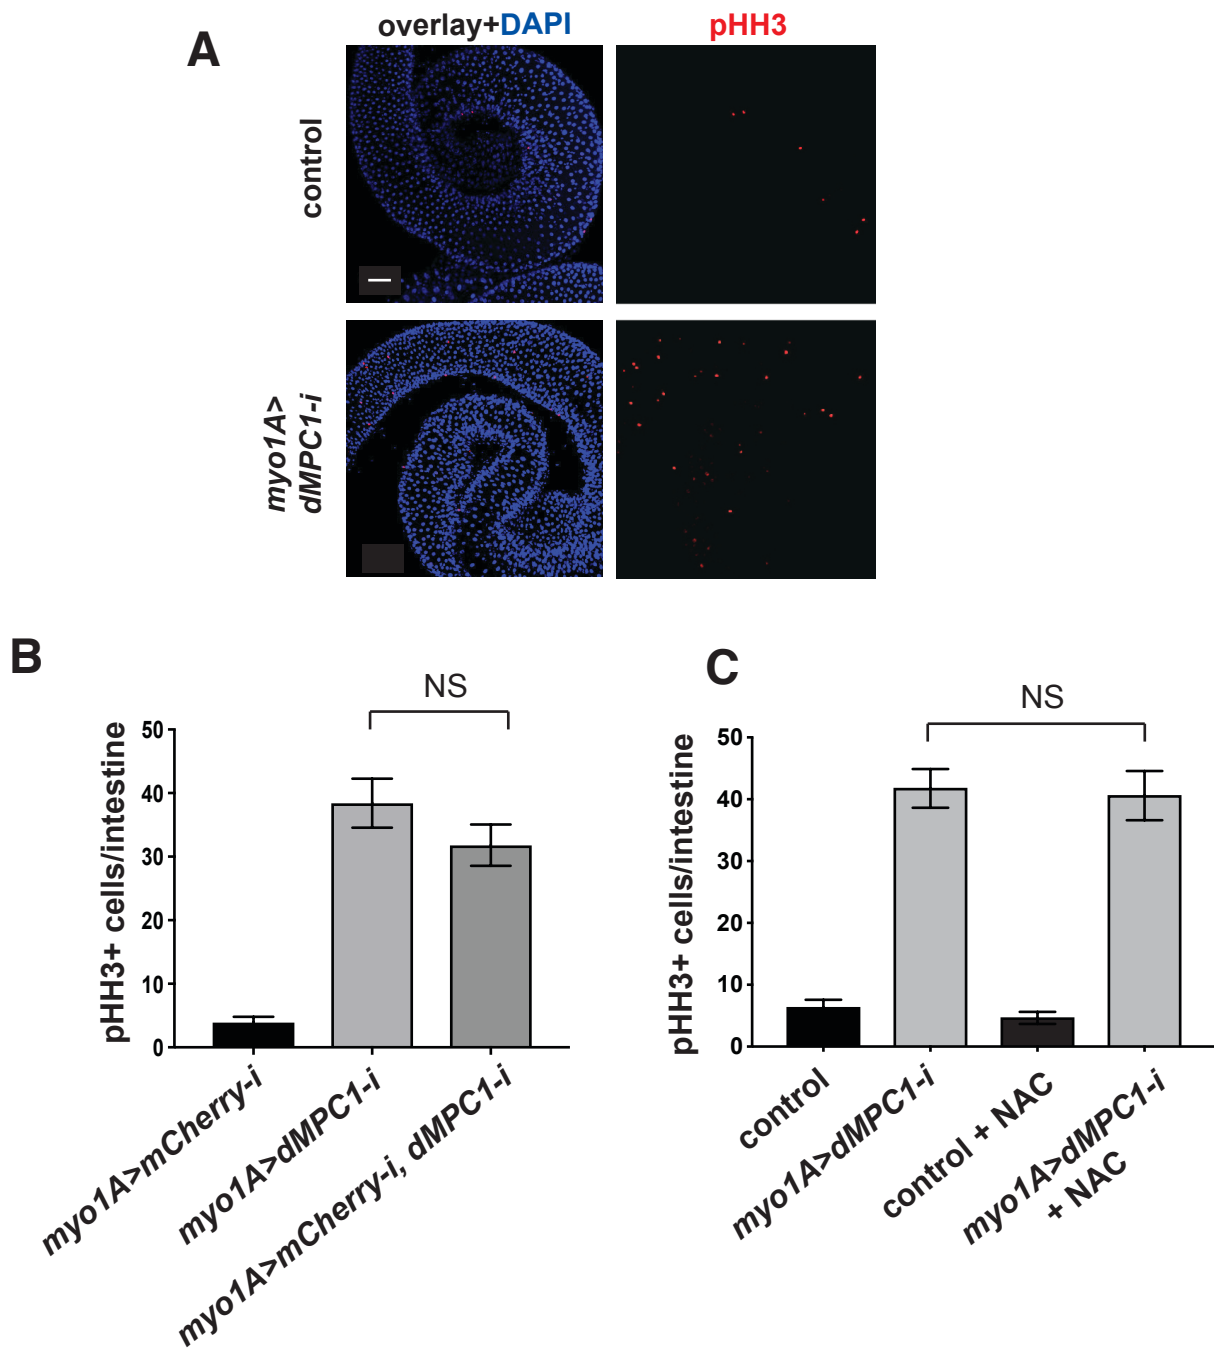 A
overlay+DAPI
pHH3
control
myo1A>
dMPC1-i
B
NS
pHH3+ cells/intestine
50
40
30
20
10
0
myo1A>mCherry-i
myo1A>dMPC1-i
myo1A>mCherry-i, dMPC1-i
C
NS
pHH3+ cells/intestine
50
40
30
20
10
0
control
myo1A>dMPC1-i
control + NAC
myo1A>dMPC1-i
+ NAC